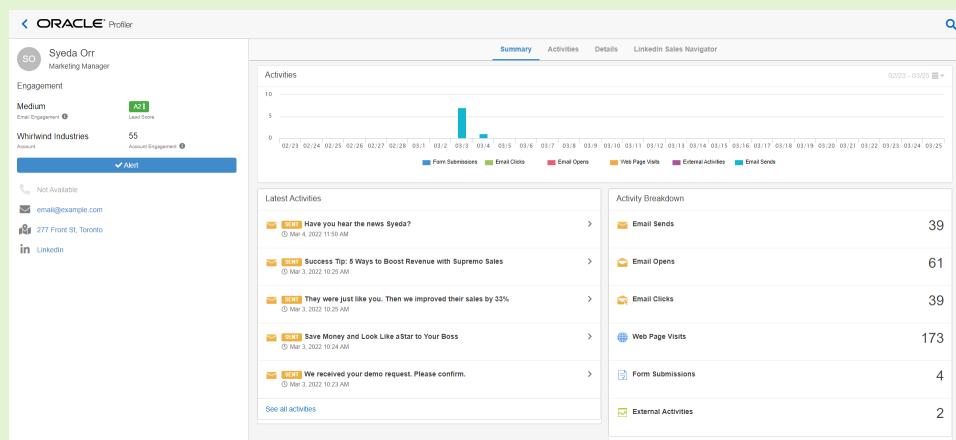 ORACLE Profiler
SO
Syeda Orr
Marketing Manager
Engagement
Medium
Email Engagement
A2
Lead Score
Whirlwind Industries
Account
55
Account Engagement
Alert
Not Available
email@example.com
277 Front St, Toronto
in Linkedin
Summary Activities Details LinkedIn Sales Navigator
Activities
02/23 - 03/25
10
5
0
02/23 02/24 02/25 02/26 02/27 02/28 03/1 03/2 03/3 03/4 03/5 03/6 03/7 03/8 03/9 03/10 03/11 03/12 03/13 03/14 03/15 03/16 03/17 03/18 03/19 03/20 03/21 03/22 03/23 03/24 03/25
Form Submissions Email Clicks Email Opens Web Page Visits External Activities Email Sends
Latest Activities
SENT Have you hear the news Syeda?
Mar 4, 2022 11:50 AM
SENT Success Tip: 5 Ways to Boost Revenue with Supremo Sales
Mar 3, 2022 10:25 AM
SENT They were just like you. Then we improved their sales by 33%
Mar 3, 2022 10:25 AM
SENT Save Money and Look Like aStar to Your Boss
Mar 3, 2022 10:24 AM
SENT We received your demo request. Please confirm.
Mar 3, 2022 10:23 AM
See all activities
Activity Breakdown
Email Sends 39
Email Opens 61
Email Clicks 39
Web Page Visits 173
Form Submissions 4
External Activities 2